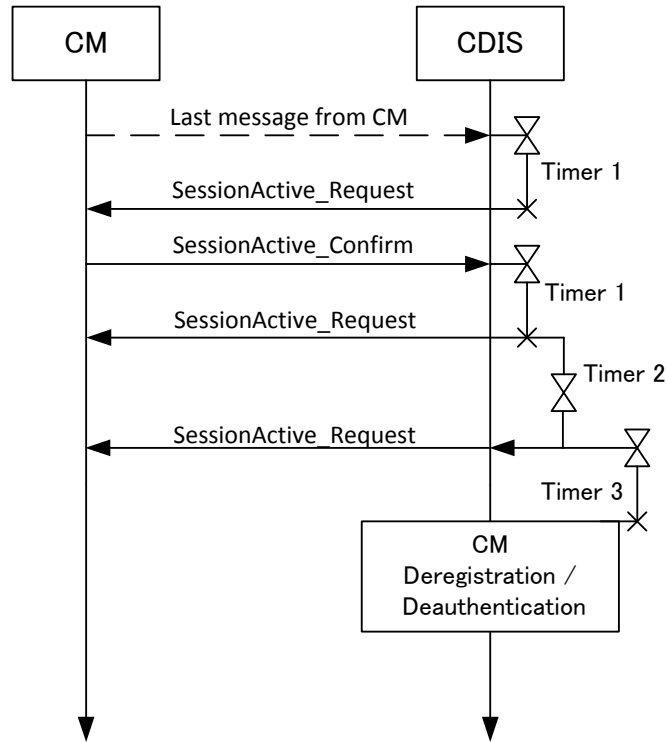 CM
CDIS
Last message from CM
Timer 1
SessionActive_Request
SessionActive_Confirm
Timer 1
SessionActive_Request
Timer 2
SessionActive_Request
Timer 3
CM
Deregistration /
Deauthentication